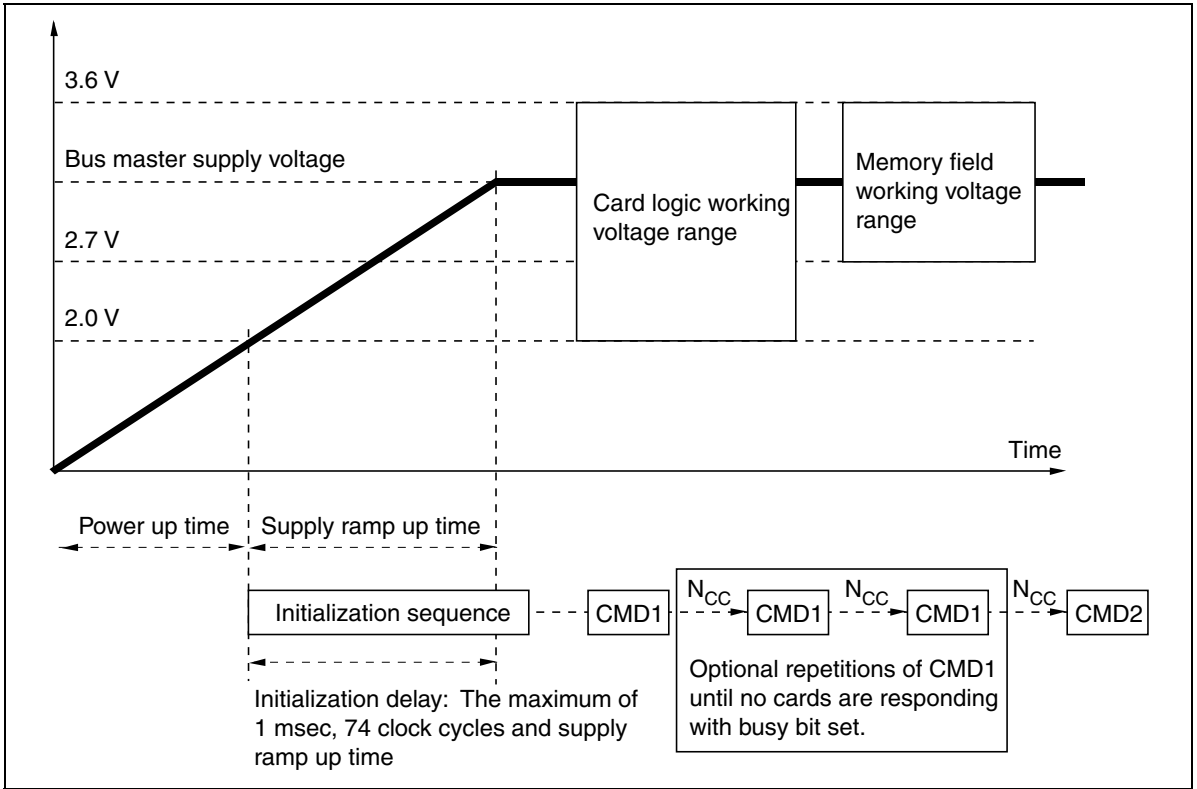 3.6 V
Bus master supply voltage
2.7 V
2.0 V
Card logic working
voltage range
Memory field
working voltage
range
Time
Power up time
Supply ramp up time
Initialization sequence
CMD1
N_CC
CMD1
N_CC
CMD1
N_CC
CMD2
Initialization delay: The maximum of
1 msec, 74 clock cycles and supply
ramp up time
Optional repetitions of CMD1
until no cards are responding
with busy bit set.